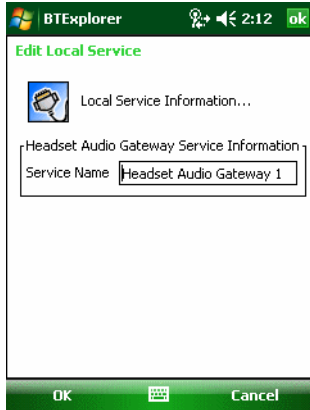 BTExplorer 2:12 ok
Edit Local Service
Local Service Information...
Headset Audio Gateway Service Information
Service Name Headset Audio Gateway 1
OK Cancel